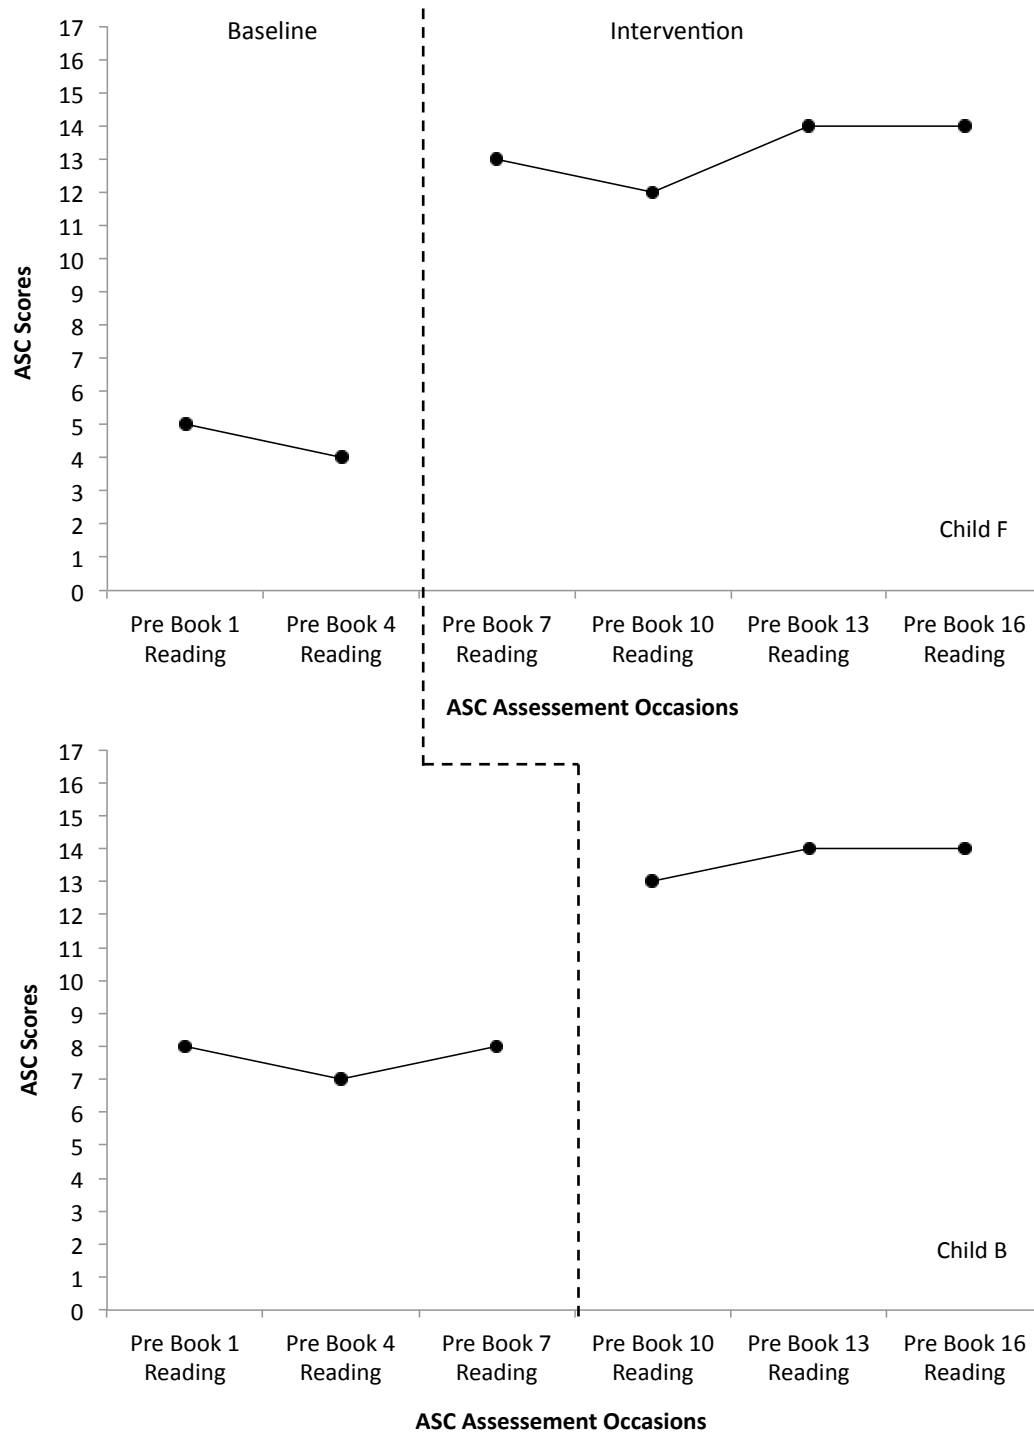 Baseline
Intervention
17
16
15
14
13
12
11
10
9
8
7
6
5
4
3
2
1
0
ASC Scores
Child F
Pre Book 1 Reading
Pre Book 4 Reading
Pre Book 7 Reading
Pre Book 10 Reading
Pre Book 13 Reading
Pre Book 16 Reading
ASC Assessement Occasions
17
16
15
14
13
12
11
10
9
8
7
6
5
4
3
2
1
0
ASC Scores
Child B
Pre Book 1 Reading
Pre Book 4 Reading
Pre Book 7 Reading
Pre Book 10 Reading
Pre Book 13 Reading
Pre Book 16 Reading
ASC Assessement Occasions